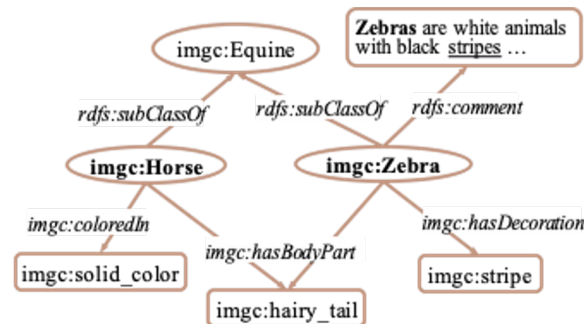 imgc:Equine
Zebras are white animals
with black stripes ...
rdfs:subClassOf
rdfs:subClassOf
rdfs:comment
imgc:Horse
imgc:Zebra
imgc:coloredIn
imgc:hasBodyPart
imgc:hasDecoration
imgc:solid_color
imgc:hairy_tail
imgc:stripe